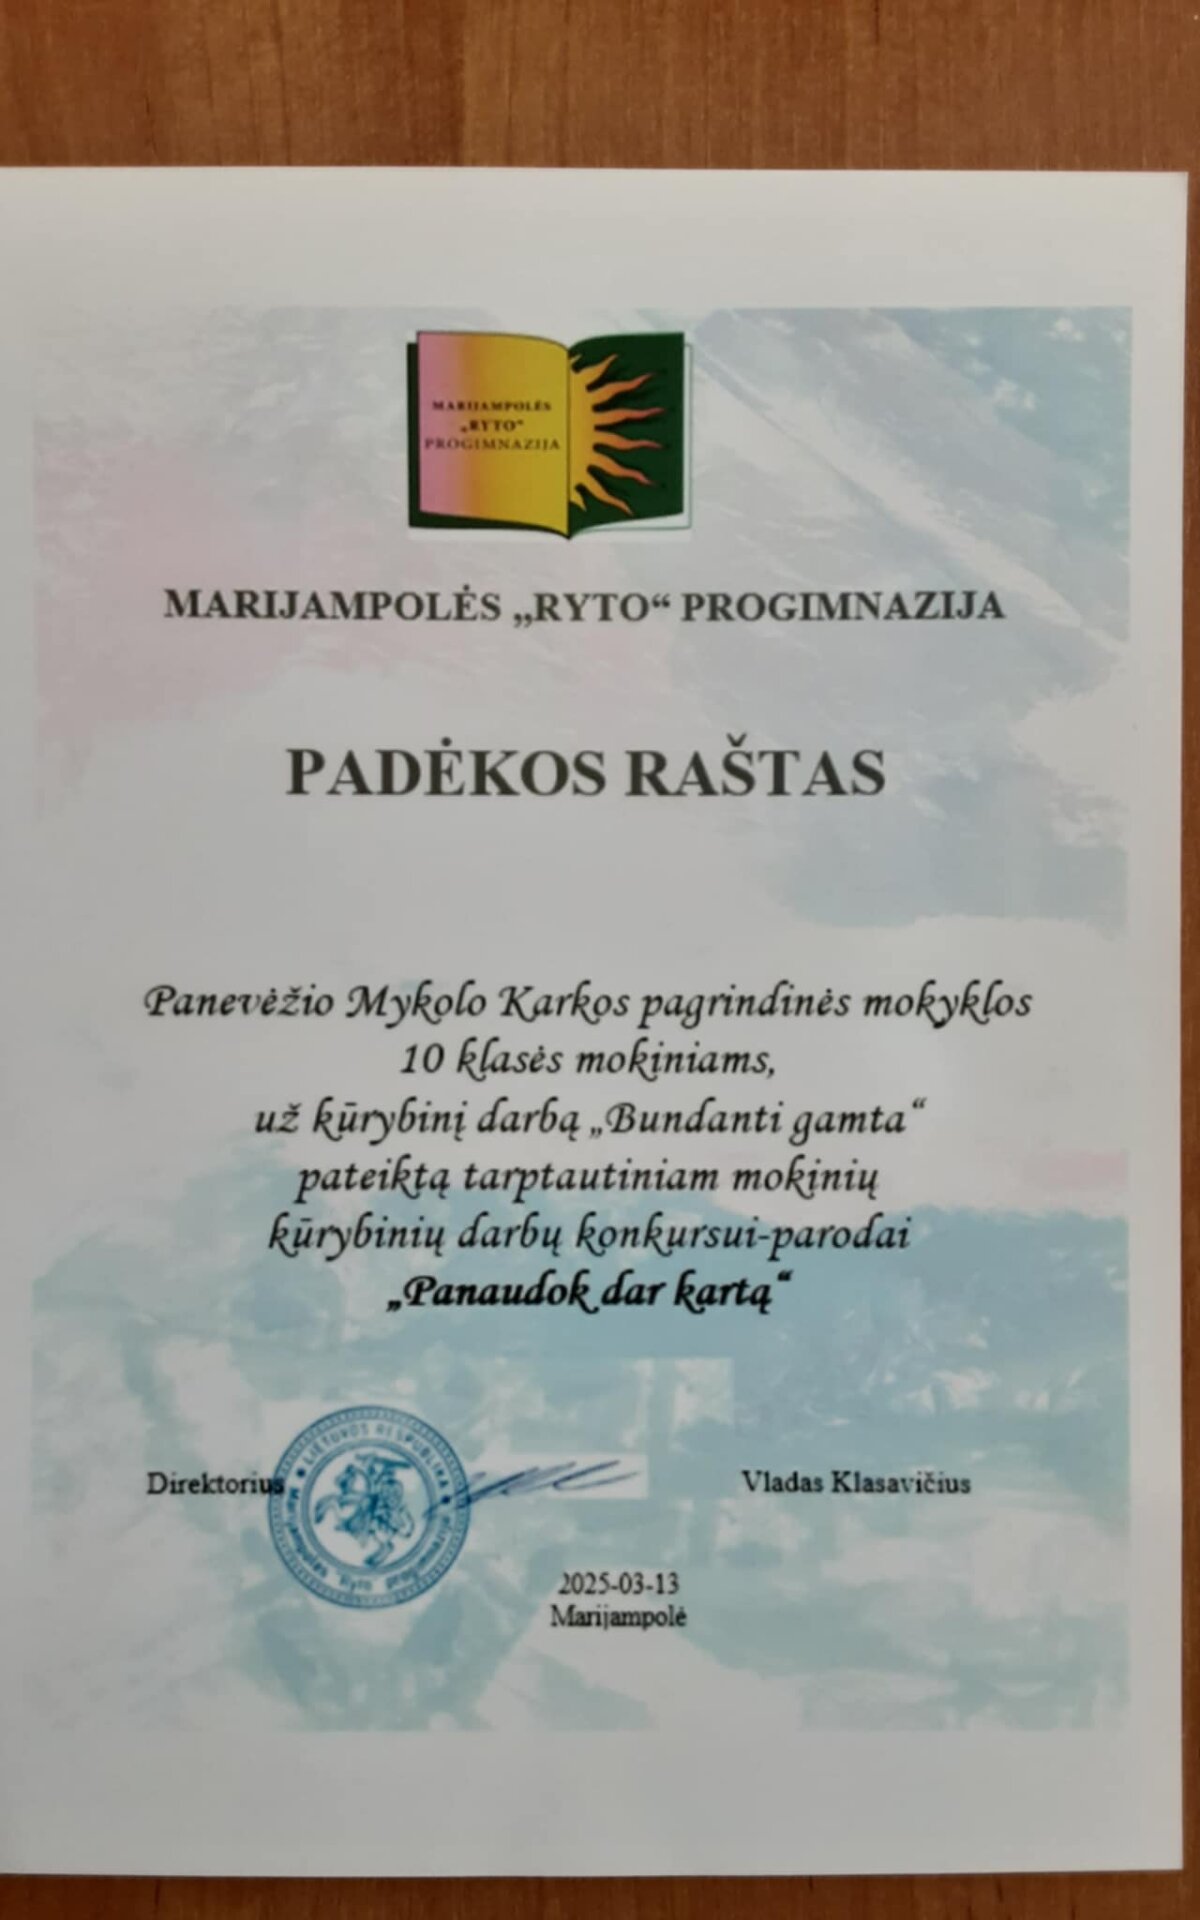 MARIJAMPOLĖS
„RYTO“
PROGIMNAZIJA
MARIJAMPOLĖS „RYTO“ PROGIMNAZIJA
PADĖKOS RAŠTAS
Panevėžio Mykolo Karkos pagrindinės mokyklos
10 klasės mokiniams,
už kūrybinį darbą „Bundanti gamta“
pateiktą tarptautiniam mokinių
kūrybinių darbų konkursui-parodai
„Panaudok dar kartą“
Direktorius
LIETUVOS RESPUBLIKA
Vladas Klasavičius
2025-03-13
Marijampolė